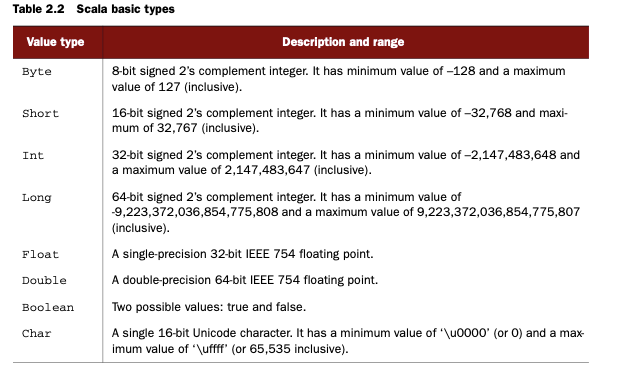 Table 2.2 Scala basic types
Value type Description and range
Byte 8-bit signed 2's complement integer. It has minimum value of –128 and a maximum
value of 127 (inclusive).
Short 16-bit signed 2's complement integer. It has a minimum value of –32,768 and maxi-
mum of 32,767 (inclusive).
Int 32-bit signed 2's complement integer. It has a minimum value of –2,147,483,648 and
a maximum value of 2,147,483,647 (inclusive).
Long 64-bit signed 2's complement integer. It has a minimum value of
-9,223,372,036,854,775,808 and a maximum value of 9,223,372,036,854,775,807
(inclusive).
Float A single-precision 32-bit IEEE 754 floating point.
Double A double-precision 64-bit IEEE 754 floating point.
Boolean Two possible values: true and false.
Char A single 16-bit Unicode character. It has a minimum value of '\u0000' (or 0) and a max-
imum value of '\uffff' (or 65,535 inclusive).